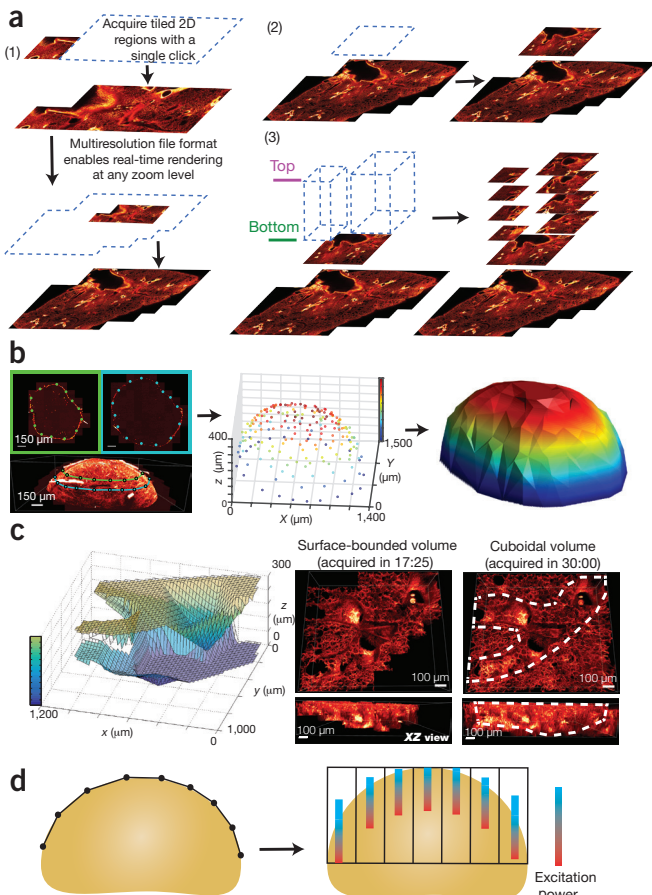 a
(1)
Acquire tiled 2D
regions with a
single click
Multiresolution file format
enables real-time rendering
at any zoom level
(2)
(3)
Top
Bottom
b
150 μm
150 μm
400
z (μm)
0
0
X (μm)
1,400
1,500
Y
(μm)
0
c
300
z
(μm)
0
0
y (μm)
1,000
1,200
x (μm)
0
Surface-bounded volume
(acquired in 17:25)
100 μm
100 μm
XZ view
Cuboidal volume
(acquired in 30:00)
100 μm
100 μm
d
Excitation
power